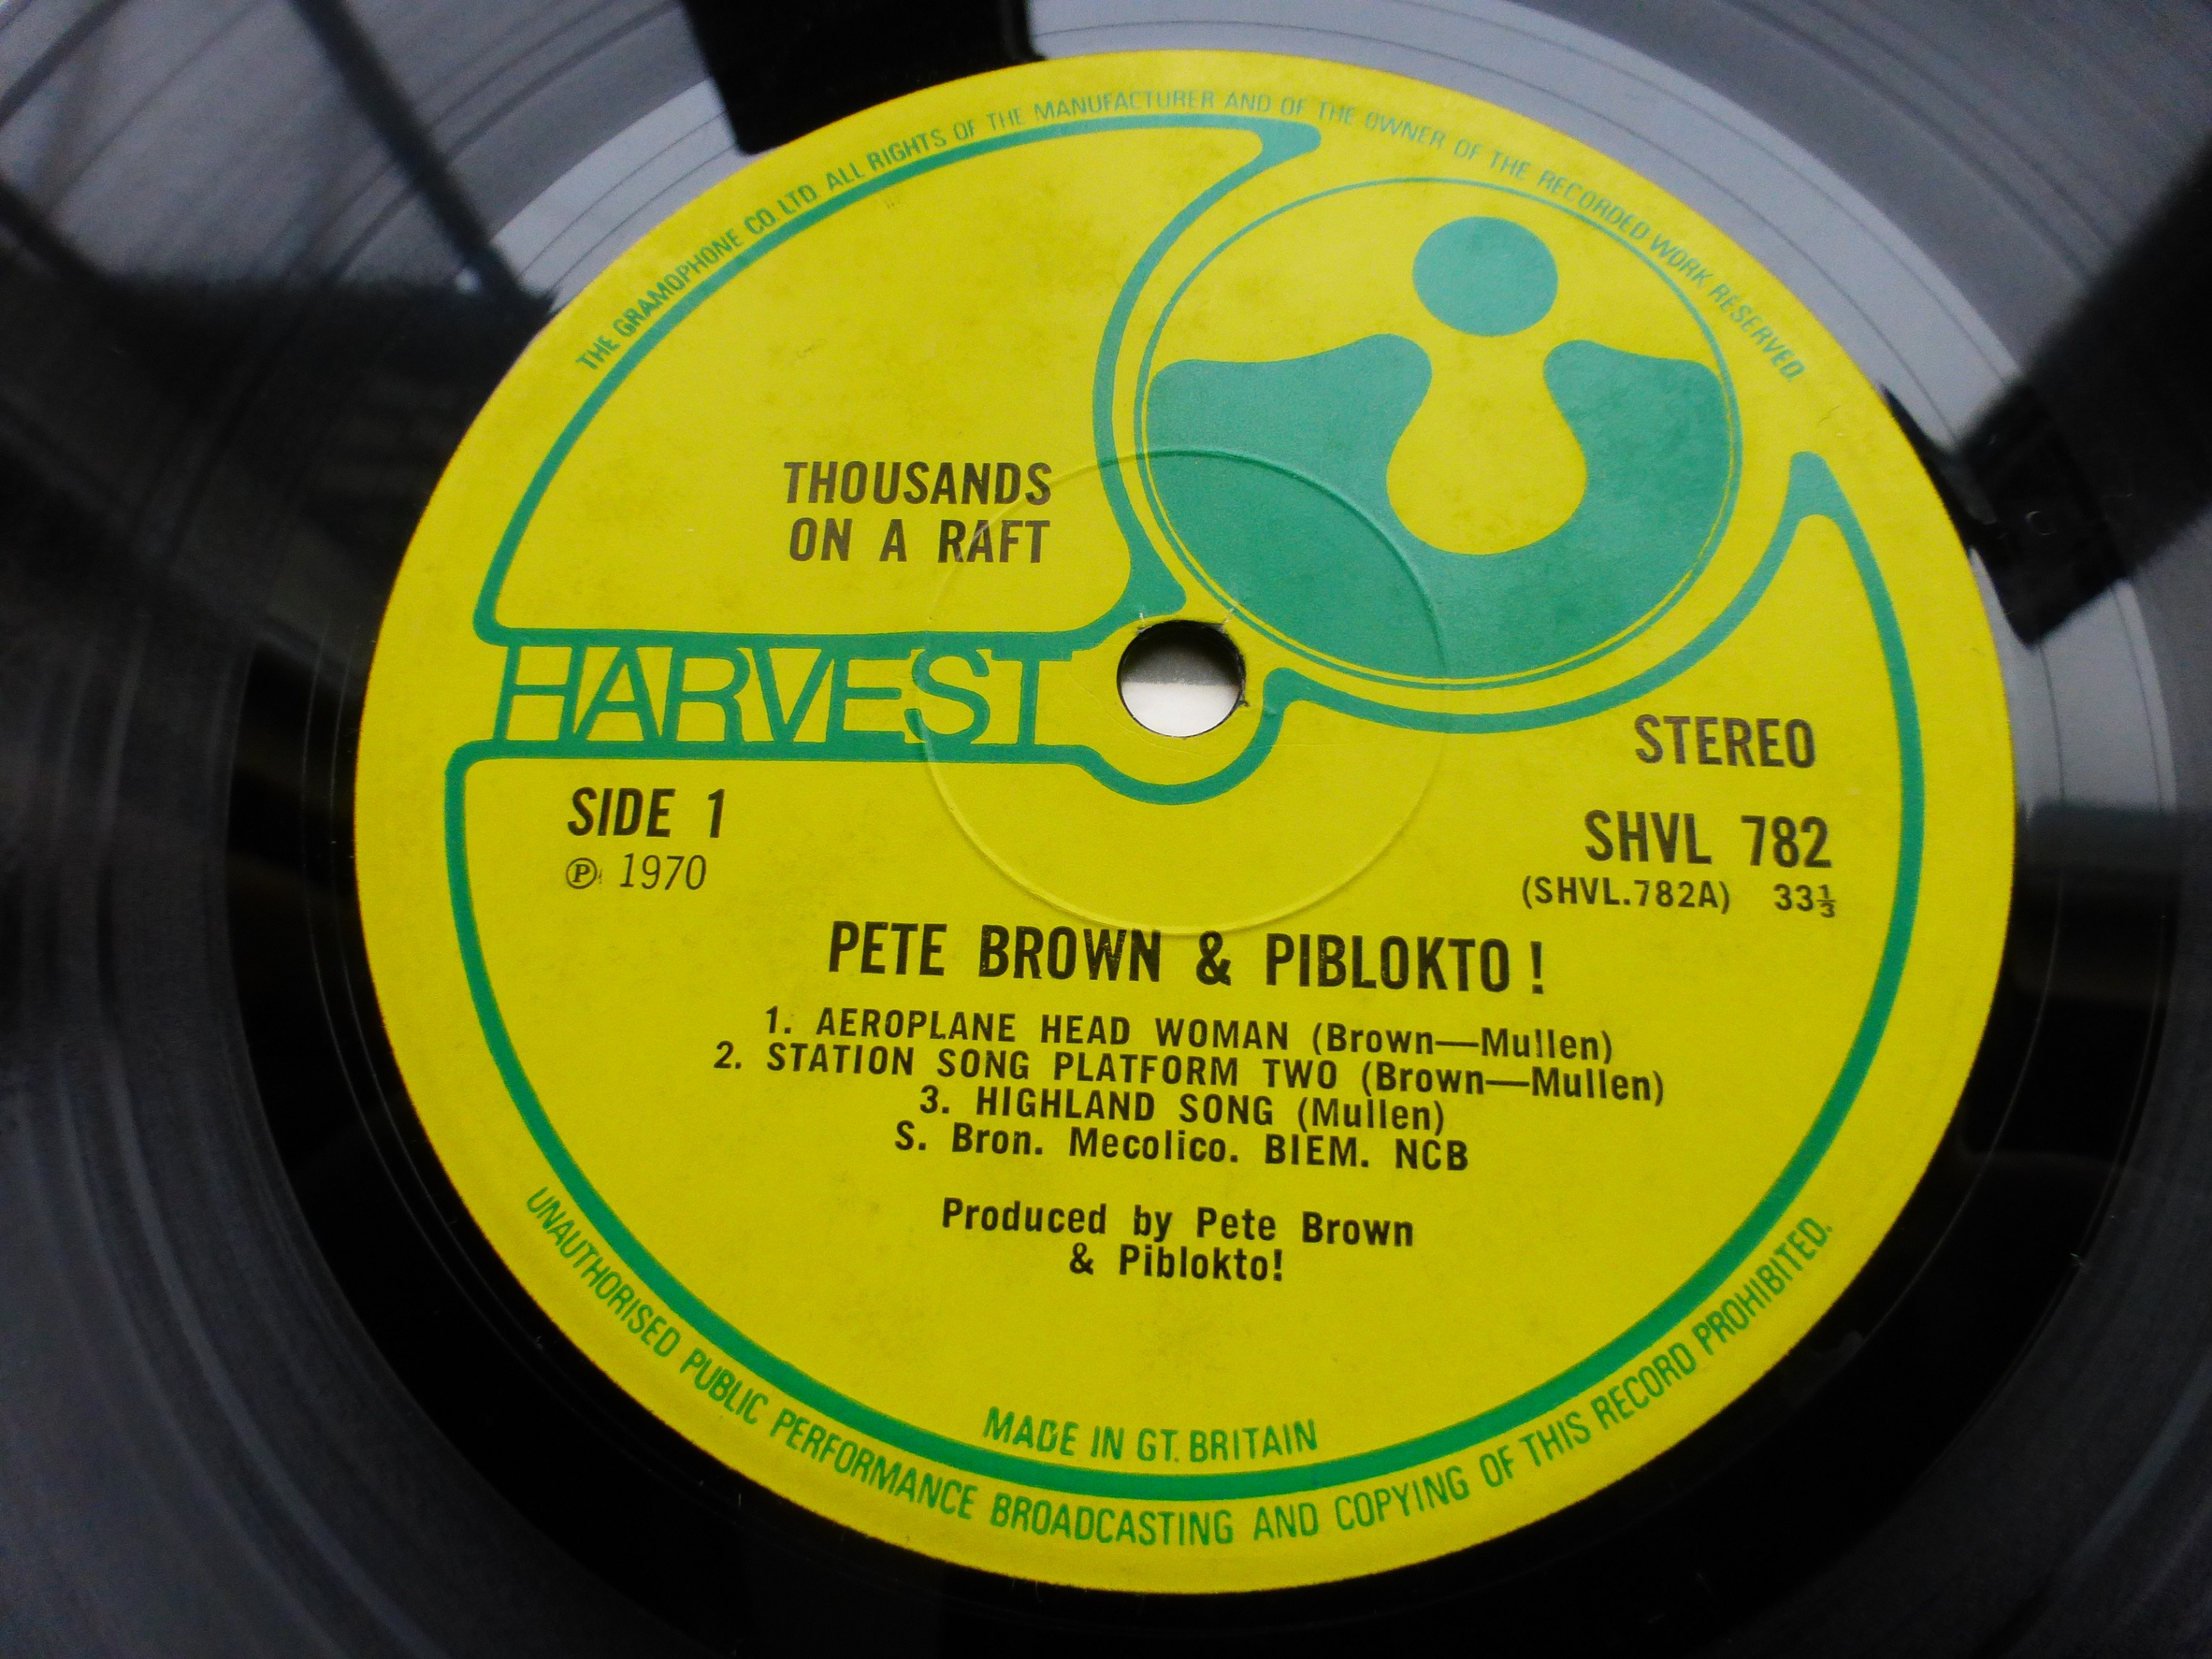 THE GRAMOPHONE CO. LTD. ALL RIGHTS OF THE MANUFACTURER AND OF THE OWNER OF THE RECORDED WORK RESERVED.
THOUSANDS
ON A RAFT
HARVEST
STEREO
SIDE 1
SHVL 782
℗ 1970
(SHVL.782A) 33⅓
PETE BROWN & PIBLOKTO!
1. AEROPLANE HEAD WOMAN (Brown—Mullen)
2. STATION SONG PLATFORM TWO (Brown—Mullen)
3. HIGHLAND SONG (Mullen)
S. Bron. Mecolico. BIEM. NCB
Produced by Pete Brown
& Piblokto!
MADE IN GT. BRITAIN
UNAUTHORISED PUBLIC PERFORMANCE BROADCASTING AND COPYING OF THIS RECORD PROHIBITED.